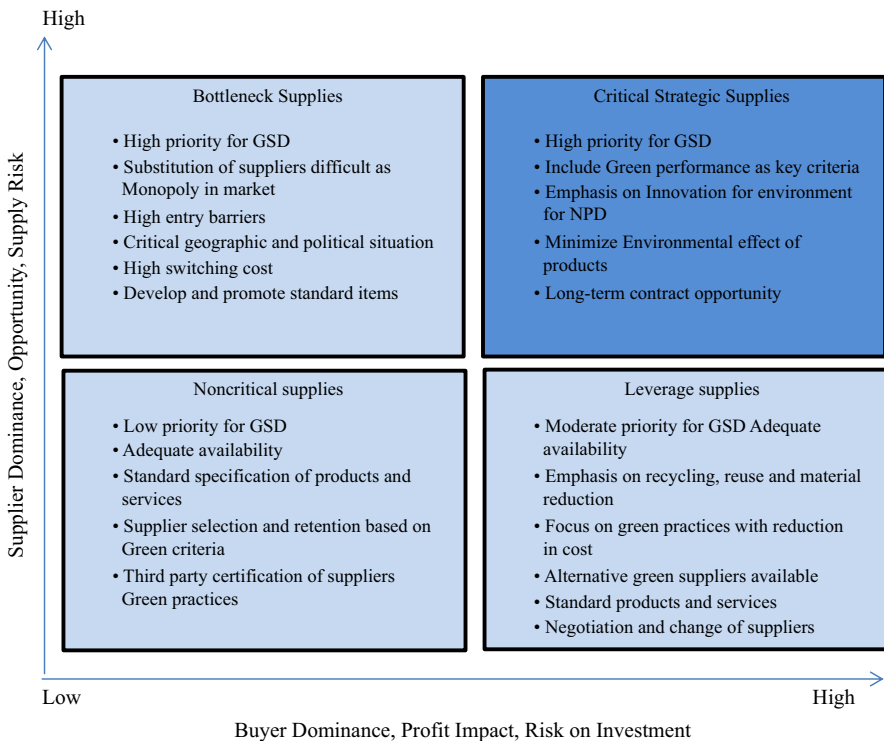 High
Supplier Dominance, Opportunity, Supply Risk
Bottleneck Supplies
• High priority for GSD
• Substitution of suppliers difficult as
Monopoly in market
• High entry barriers
• Critical geographic and political situation
• High switching cost
• Develop and promote standard items
Critical Strategic Supplies
• High priority for GSD
• Include Green performance as key criteria
• Emphasis on Innovation for environment
for NPD
• Minimize Environmental effect of
products
• Long-term contract opportunity
Noncritical supplies
• Low priority for GSD
• Adequate availability
• Standard specification of products and
services
• Supplier selection and retention based on
Green criteria
• Third party certification of suppliers
Green practices
Leverage supplies
• Moderate priority for GSD Adequate
availability
• Emphasis on recycling, reuse and material
reduction
• Focus on green practices with reduction
in cost
• Alternative green suppliers available
• Standard products and services
• Negotiation and change of suppliers
Low
High
Buyer Dominance, Profit Impact, Risk on Investment